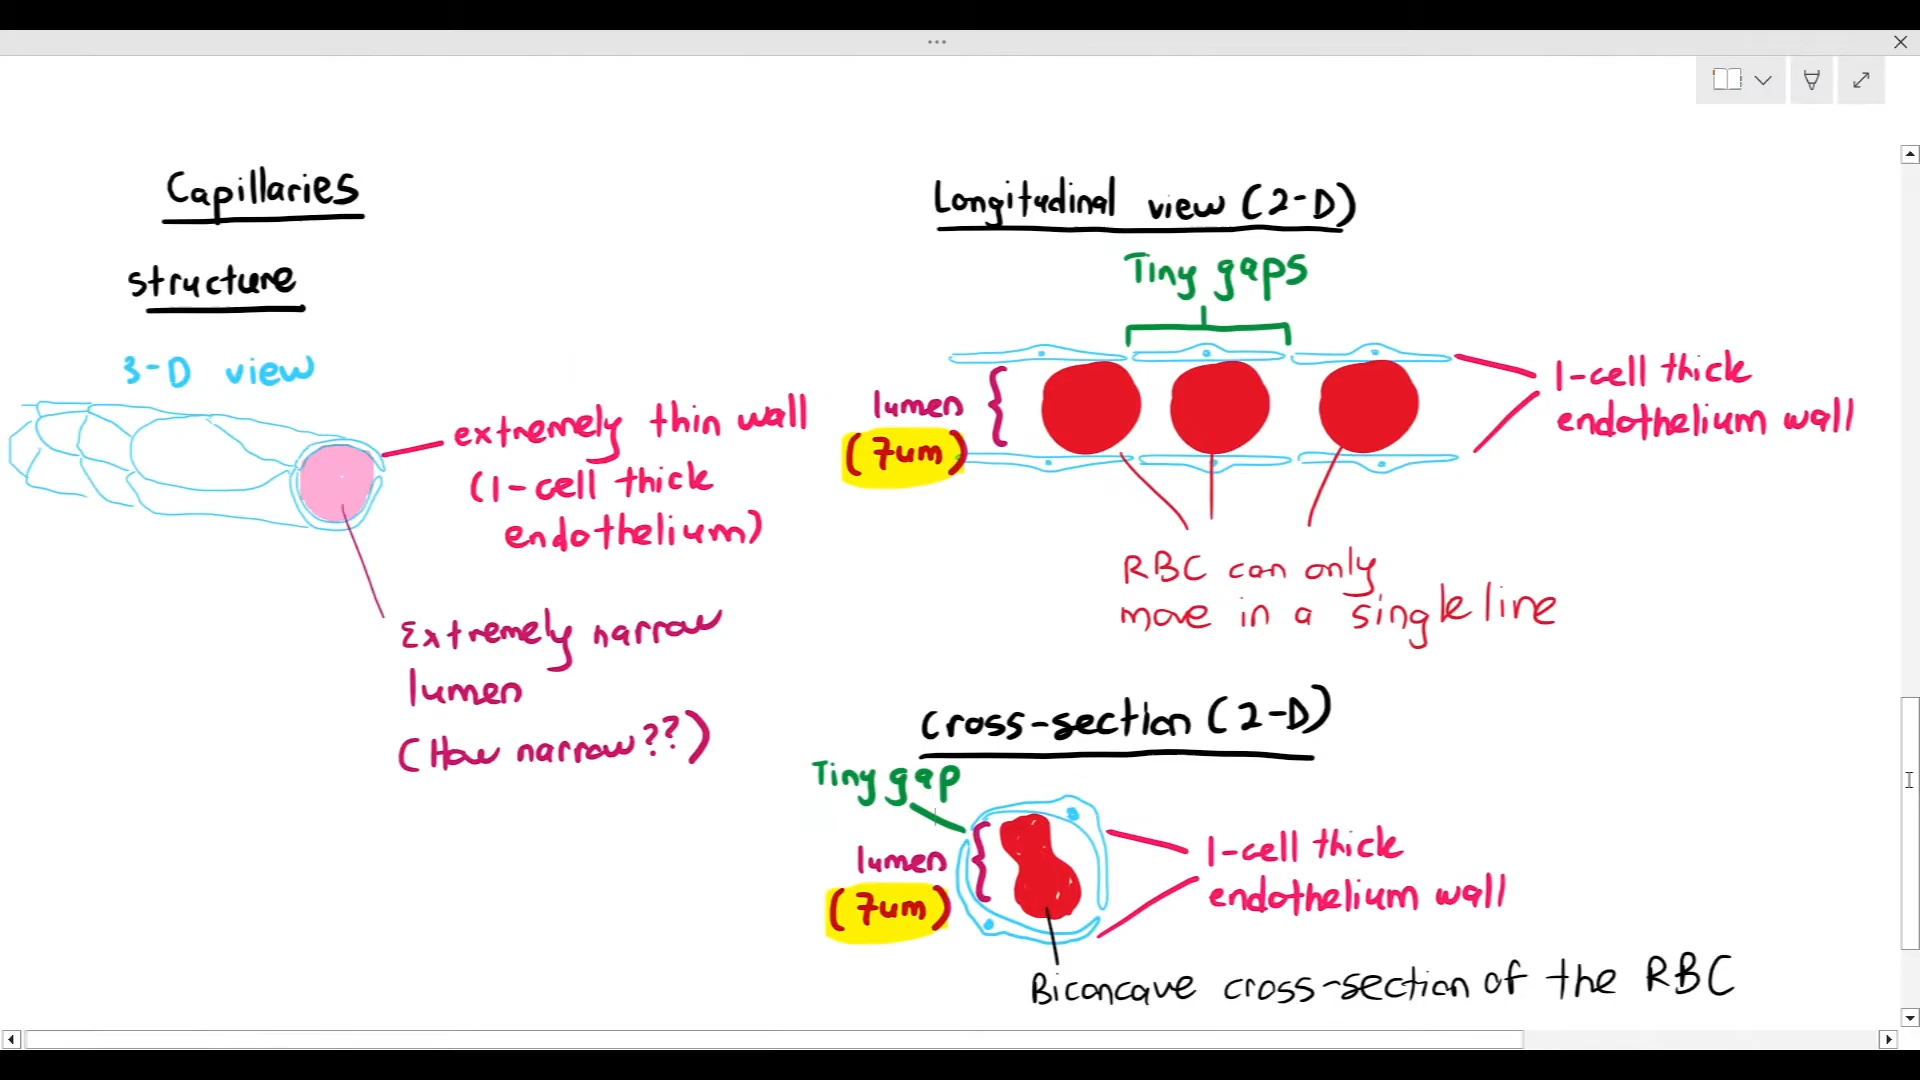 Capillaries
structure
3-D view
extremely thin wall
(1-cell thick
endothelium)
Extremely narrow
lumen
(How narrow??)
Longitudinal view (2-D)
Tiny gaps
lumen
(7um)
1-cell thick
endothelium wall
RBC can only
move in a single line
Cross-section (2-D)
Tiny gap
lumen
(7um)
1-cell thick
endothelium wall
Biconcave cross-section of the RBC